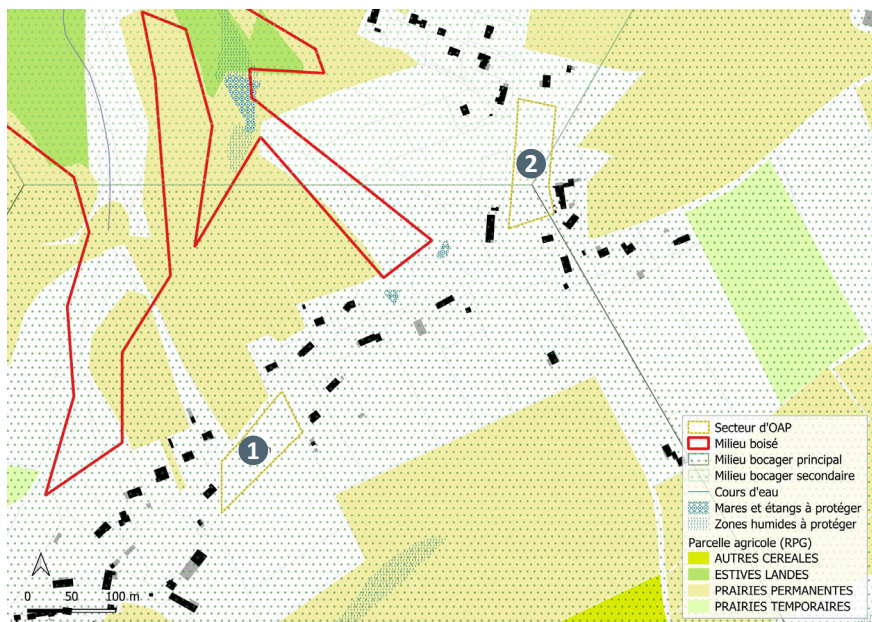 2
1
Secteur d'OAP
Milieu boisé
Milieu bocager principal
Milieu bocager secondaire
Cours d'eau
Mares et étangs à protéger
Zones humides à protéger
Parcelle agricole (RPG)
AUTRES CEREALES
ESTIVES LANDES
PRAIRIES PERMANENTES
PRAIRIES TEMPORAIRES
0 50 100 m